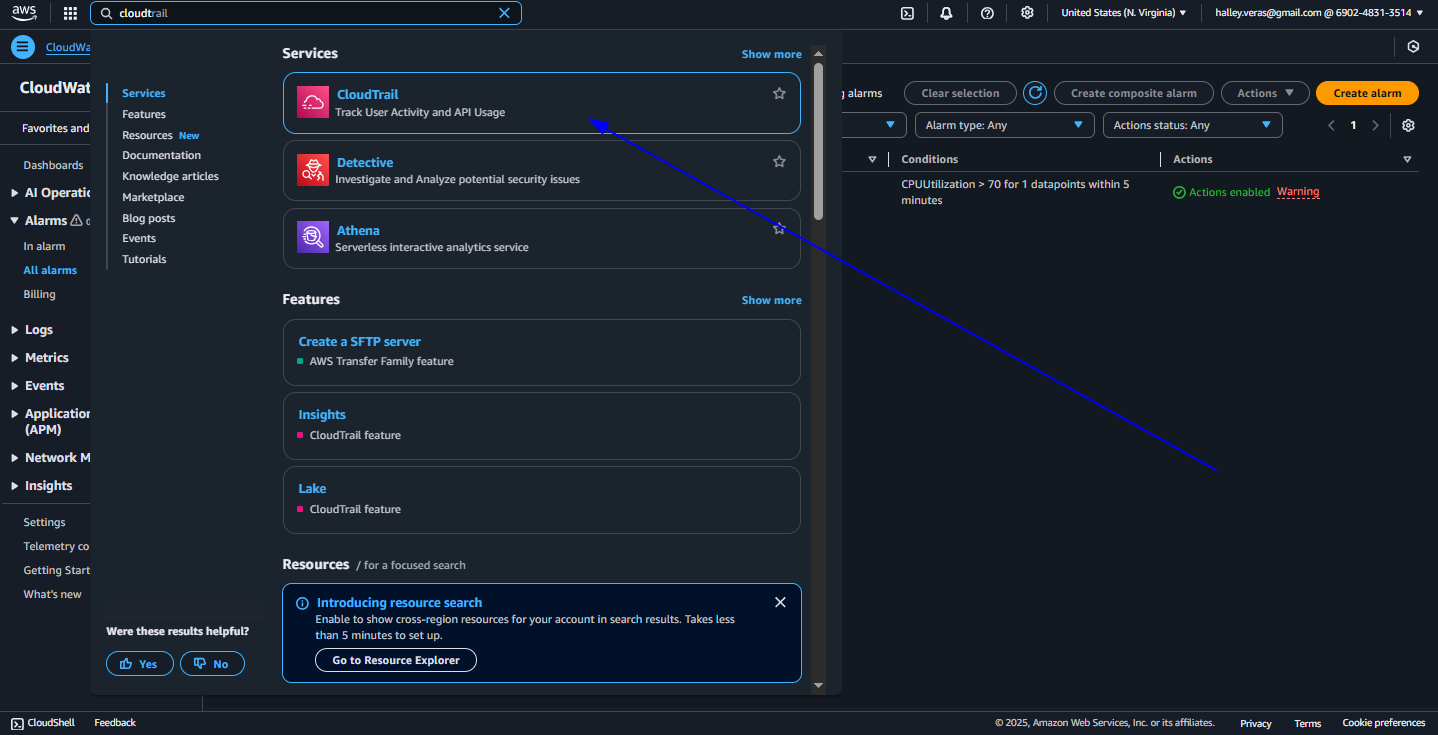 aws
cloudtrail
United States (N. Virginia)
halley.veras@gmail.com @ 6902-4831-3514
CloudWa
CloudWat
Favorites and
Dashboards
AI Operatic
Alarms
In alarm
All alarms
Billing
Logs
Metrics
Events
Application
(APM)
Network M
Insights
Settings
Telemetry co
Getting Start
What's new
Services
Features
Resources New
Documentation
Knowledge articles
Marketplace
Blog posts
Events
Tutorials
Were these results helpful?
Yes
No
Services
Show more
CloudTrail
Track User Activity and API Usage
Detective
Investigate and Analyze potential security issues
Athena
Serverless interactive analytics service
Features
Show more
Create a SFTP server
AWS Transfer Family feature
Insights
CloudTrail feature
Lake
CloudTrail feature
Resources / for a focused search
Introducing resource search
Enable to show cross-region resources for your account in search results. Takes less
than 5 minutes to set up.
Go to Resource Explorer
g alarms
Clear selection
Create composite alarm
Actions
Create alarm
Alarm type: Any
Actions status: Any
1
Conditions
Actions
CPUUtilization > 70 for 1 datapoints within 5
minutes
Actions enabled Warning
CloudShell
Feedback
© 2025, Amazon Web Services, Inc. or its affiliates.
Privacy
Terms
Cookie preferences